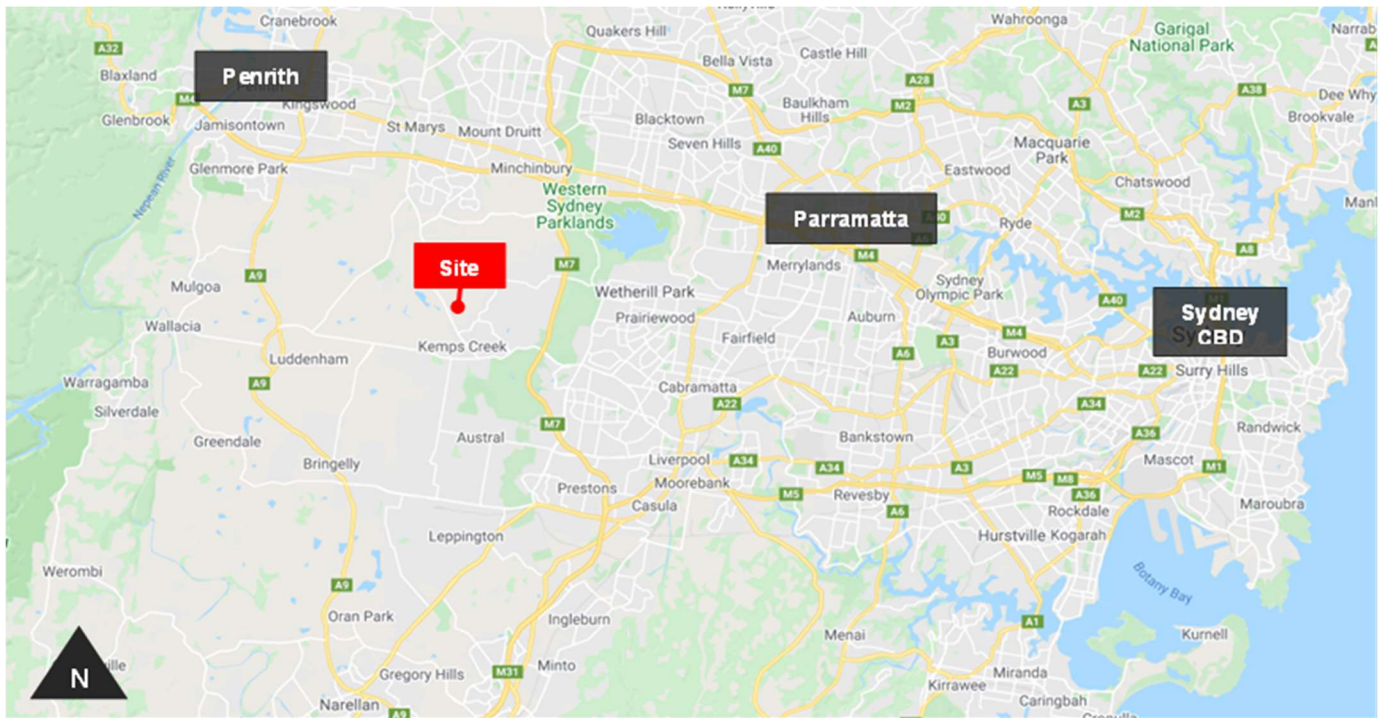 Cranebrook
Quakers Hill
Wahroonga
Garigal
National Park
Narrab
A32
Blaxland
Penrith
Bella Vista
Castle Hill
A28
M7
M2
A3
A38
Dee Why
Brookvale
M4
Kingswood
Glenbrook
Jamisontown
St Marys
Mount Druitt
Blacktown
Baulkham
Hills
Seven Hills
A40
Macquarie
Park
Glenmore Park
Minchinbury
Eastwood
Chatswood
Nepean River
Western
Sydney
Parklands
Parramatta
Ryde
M2
Manl
A8
Site
M7
Merrylands
M4
A9
Mulgoa
Wetherill Park
Sydney
Olympic Park
A40
Sydney
CBD
Wallacia
Prairiewood
Auburn
Fairfield
M4
A3
Kemps Creek
Luddenham
A6
Burwood
A22
A22
Surry Hills
A9
Warragamba
Silverdale
Cabramatta
A22
A34
Greendale
Austral
M7
Bankstown
A36
Randwick
Bringelly
Liverpool
A34
A34
A3
Mascot
M1
Moorebank
M5
M8
Prestons
M5
Revesby
A36
Casula
A6
Rockdale
Maroubra
Leppington
Hurstville
Kogarah
Werombi
A9
Botany Bay
Oran Park
Ingleburn
A1
Menai
Kurnell
N
ville
Gregory Hills
M31
Minto
Miranda
Kirrawee
Caringbah
Narellan
A9